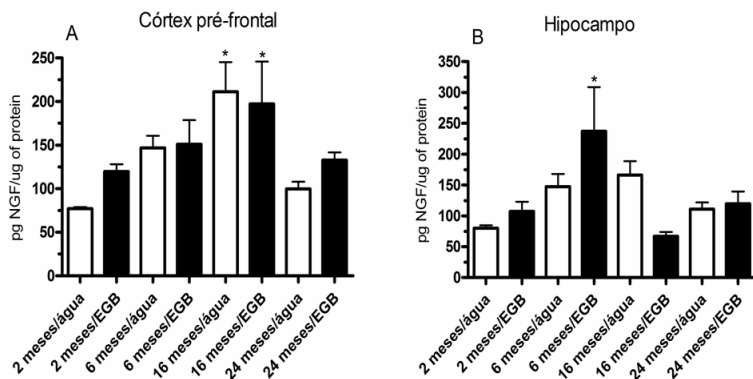 A
Córtex pré-frontal
pg NGF/ug of protein
250
200
150
100
50
0
*
*
2 meses/água
2 meses/EGB
6 meses/água
6 meses/EGB
16 meses/água
16 meses/EGB
24 meses/água
24 meses/EGB
B
Hipocampo
pg NGF/ug of protein
350
300
250
200
150
100
50
0
*
2 meses/água
2 meses/EGB
6 meses/água
6 meses/EGB
16 meses/água
16 meses/EGB
24 meses/água
24 meses/EGB